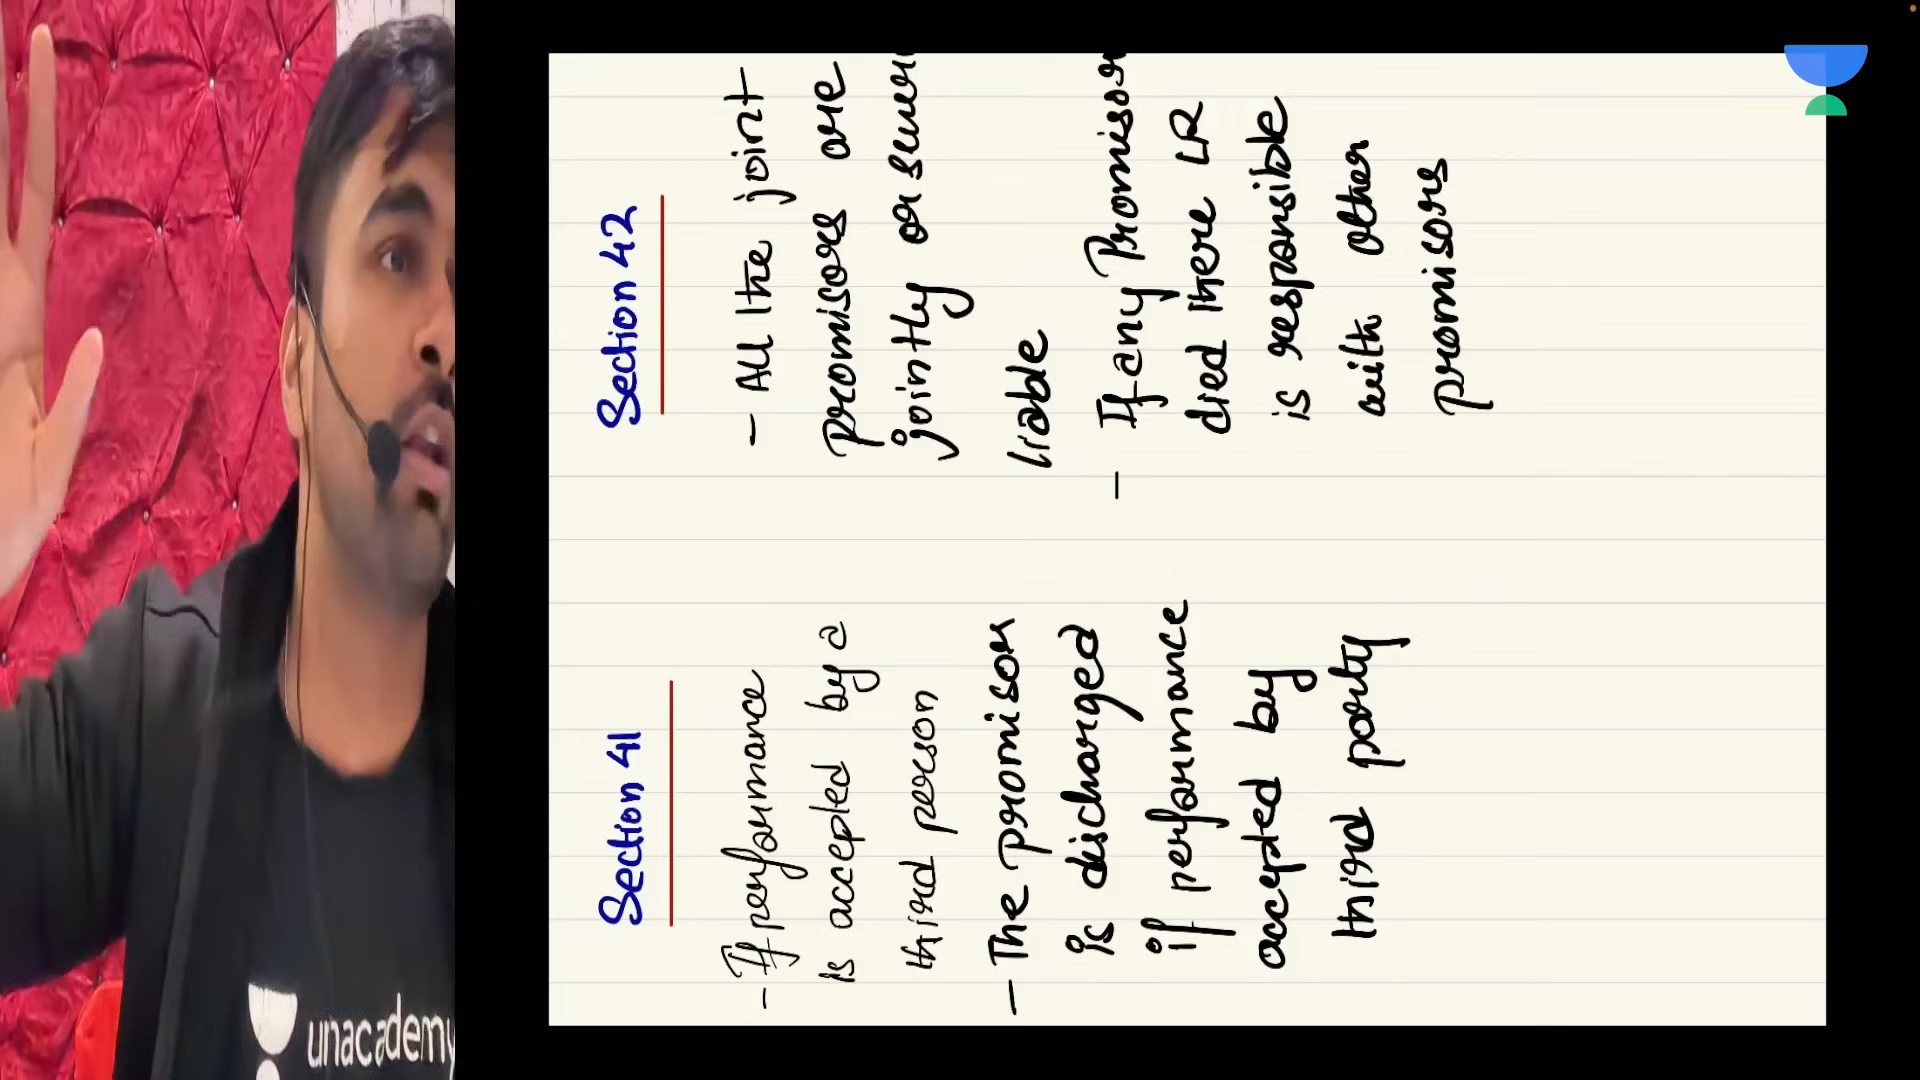 Section 41
- If performance
is accepted by a
third person
- The promisor
is discharged
if performance
accepted by
third party
Section 42
- All the joint
promisors are
jointly or
liable
- If any Promisor
died there LR
is responsible
with other
promisors
unacademy